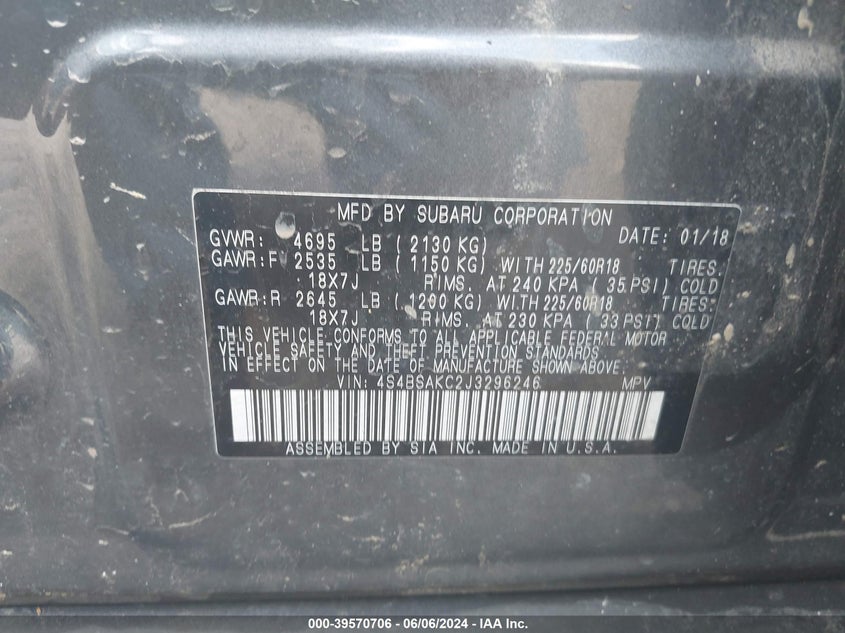 MFD BY SUBARU CORPORATION
GVWR: 4695 LB ( 2130 KG) DATE: 01/18
GAWR:F 2535 LB ( 1150 KG) WITH 225/60R18 TIRES.
18X7J RIMS. AT 240 KPA ( 35 PSI) COLD
GAWR:R 2645 LB ( 1200 KG) WITH 225/60R18 TIRES:
18X7J RIMS. AT 230 KPA ( 33 PSI) COLD
THIS VEHICLE CONFORMS TO ALL APPLICABLE FEDERAL MOTOR
VEHICLE SAFETY AND THEFT PREVENTION STANDARDS
IN EFFECT ON THE DATE OF MANUFACTURE SHOWN ABOVE.
VIN: 4S4BSAKC2J3296246 MPV
ASSEMBLED BY SIA INC. MADE IN U.S.A.
000-39570706 - 06/06/2024 - IAA Inc.